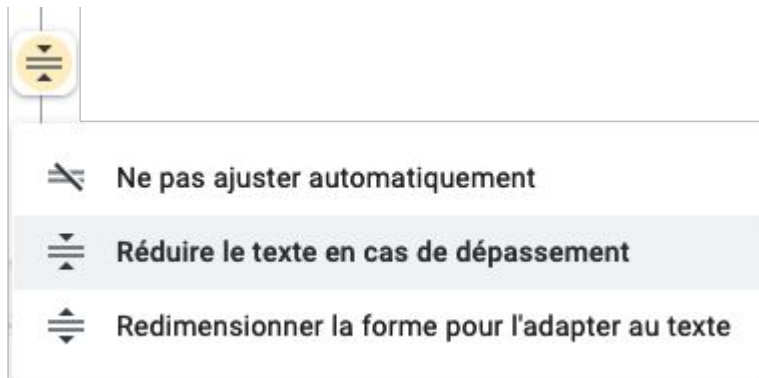 Ne pas ajuster automatiquement
Réduire le texte en cas de dépassement
Redimensionner la forme pour l'adapter au texte